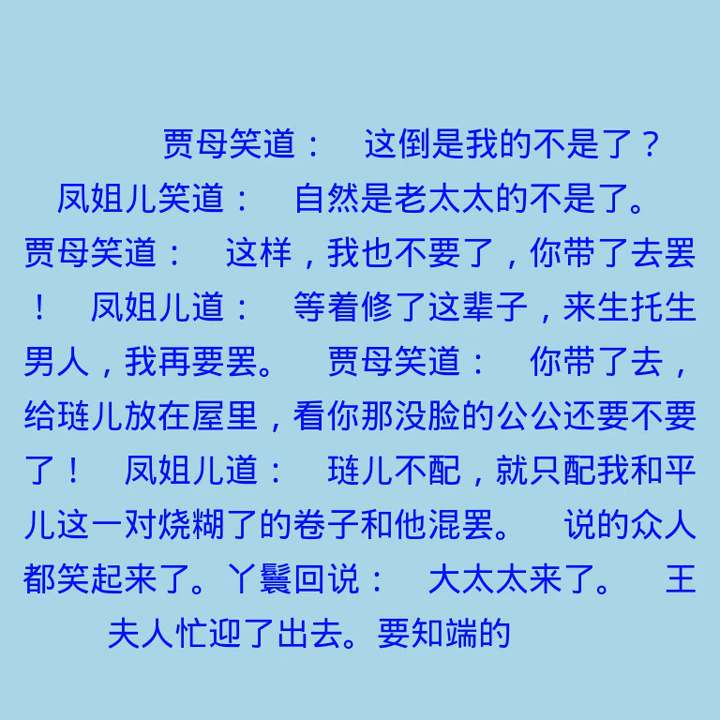 贾母笑道：　这倒是我的不是了？
凤姐儿笑道：　自然是老太太的不是了。
贾母笑道：　这样，我也不要了，你带了去罢
！　凤姐儿道：　等着修了这辈子，来生托生
男人，我再要罢。　贾母笑道：　你带了去，
给琏儿放在屋里，看你那没脸的公公还要不要
了！　凤姐儿道：　琏儿不配，就只配我和平
儿这一对烧糊了的卷子和他混罢。　说的众人
都笑起来了。丫鬟回说：　大太太来了。　王
夫人忙迎了出去。要知端的